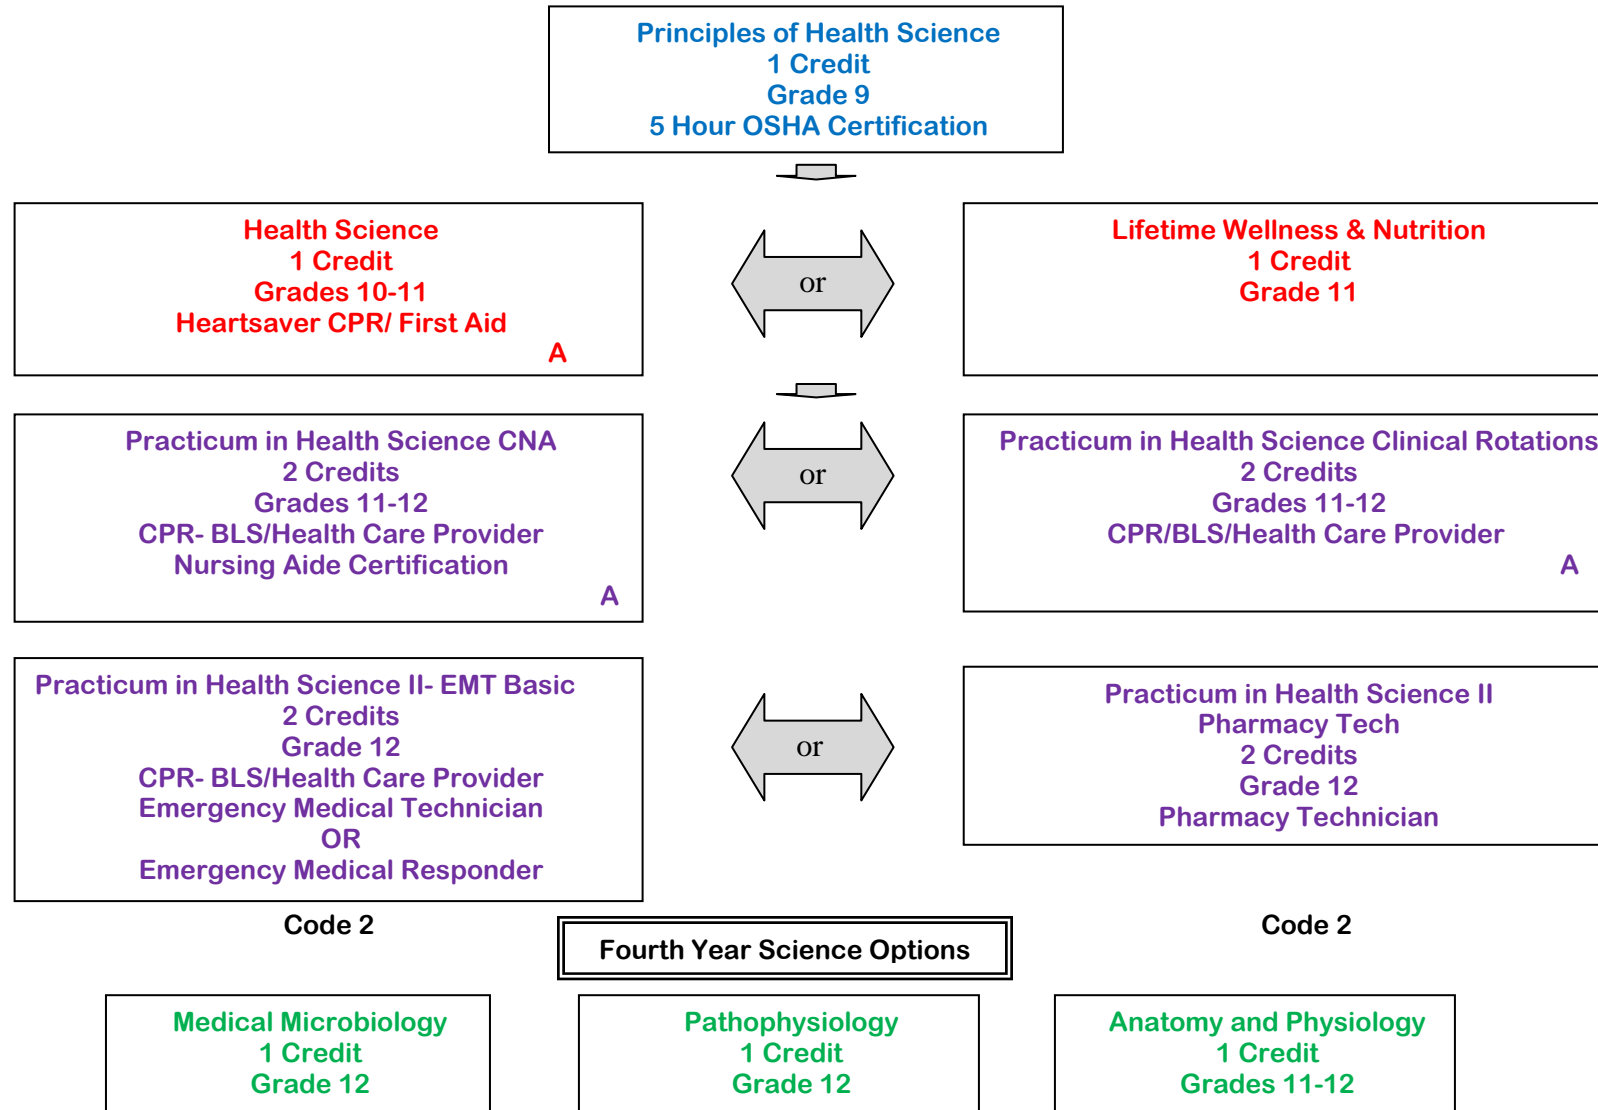 Principles of Health Science
1 Credit
Grade 9
5 Hour OSHA Certification
Health Science
1 Credit
Grades 10-11
Heartsaver CPR/ First Aid
A
or
Lifetime Wellness & Nutrition
1 Credit
Grade 11
Practicum in Health Science CNA
2 Credits
Grades 11-12
CPR- BLS/Health Care Provider
Nursing Aide Certification
A
or
Practicum in Health Science Clinical Rotations
2 Credits
Grades 11-12
CPR/BLS/Health Care Provider
A
Practicum in Health Science II- EMT Basic
2 Credits
Grade 12
CPR- BLS/Health Care Provider
Emergency Medical Technician
OR
Emergency Medical Responder
or
Practicum in Health Science II
Pharmacy Tech
2 Credits
Grade 12
Pharmacy Technician
Code 2
Code 2
Fourth Year Science Options
Medical Microbiology
1 Credit
Grade 12
Pathophysiology
1 Credit
Grade 12
Anatomy and Physiology
1 Credit
Grades 11-12